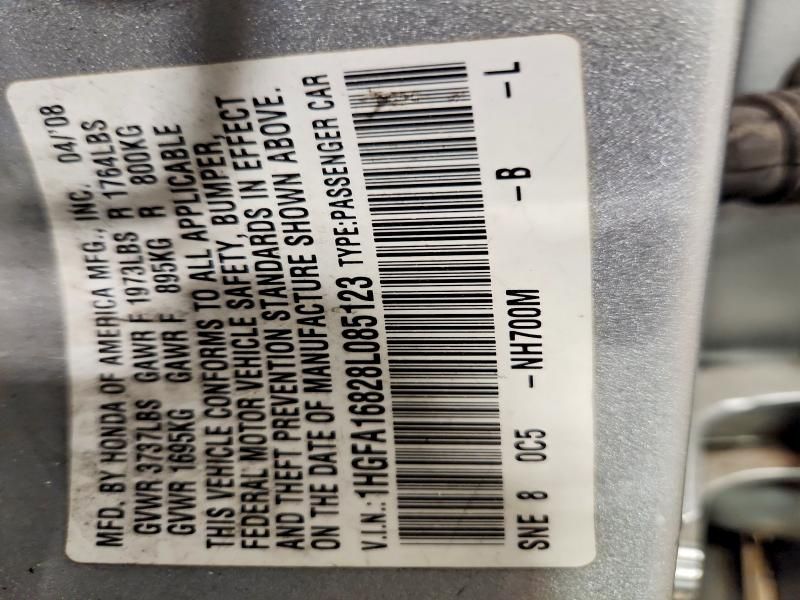 MFD. BY HONDA OF AMERICA MFG., INC. 04/'08
GVWR 3737LBS GAWR F 1973LBS R 1764LBS
GVWR 1695KG GAWR F 895KG R 800KG
THIS VEHICLE CONFORMS TO ALL APPLICABLE
FEDERAL MOTOR VEHICLE SAFETY, BUMPER,
AND THEFT PREVENTION STANDARDS IN EFFECT
ON THE DATE OF MANUFACTURE SHOWN ABOVE.
V.I.N.: 1HGFA16828L085123 TYPE:PASSENGER CAR
SNE 8 0C5 -NH700M -B -L